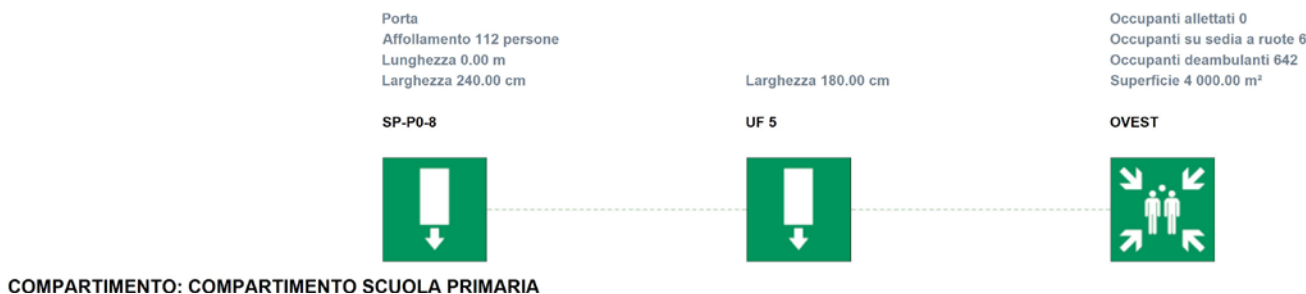 Porta
Affollamento 112 persone
Lunghezza 0.00 m
Larghezza 240.00 cm
SP-P0-8
Larghezza 180.00 cm
UF 5
Occupanti allettati 0
Occupanti su sedia a ruote 6
Occupanti deambulanti 642
Superficie 4 000.00 m²
OVEST
COMPARTIMENTO: COMPARTIMENTO SCUOLA PRIMARIA